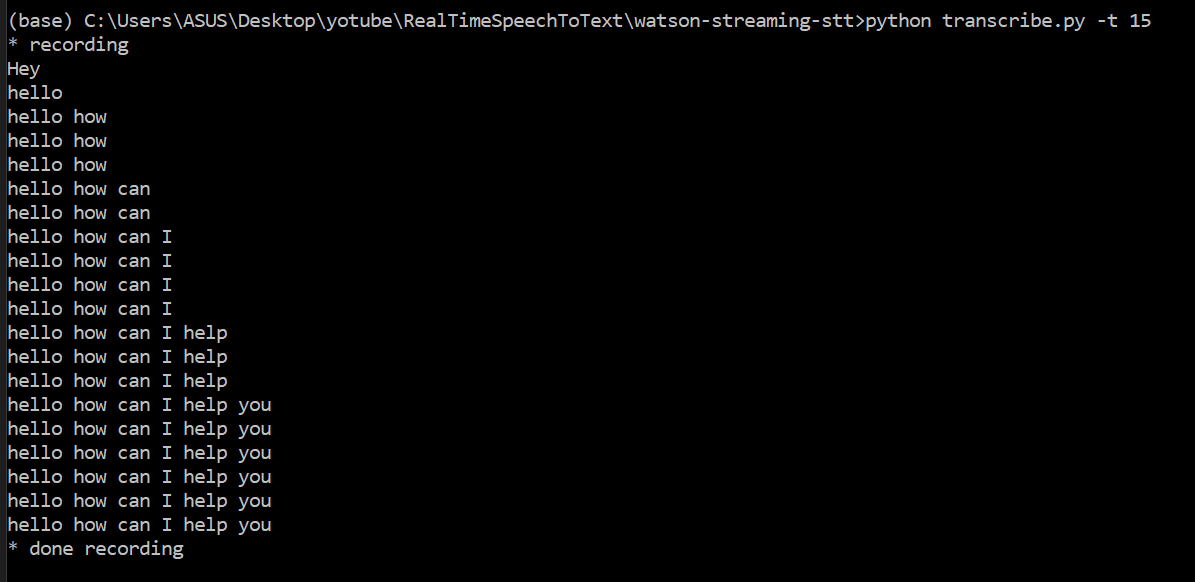 (base) C:\Users\ASUS\Desktop\yotube\RealTimeSpeechToText\watson-streaming-stt>python transcribe.py -t 15
* recording
Hey
hello
hello how
hello how
hello how
hello how can
hello how can
hello how can I
hello how can I
hello how can I
hello how can I
hello how can I help
hello how can I help
hello how can I help
hello how can I help you
hello how can I help you
hello how can I help you
hello how can I help you
hello how can I help you
hello how can I help you
* done recording